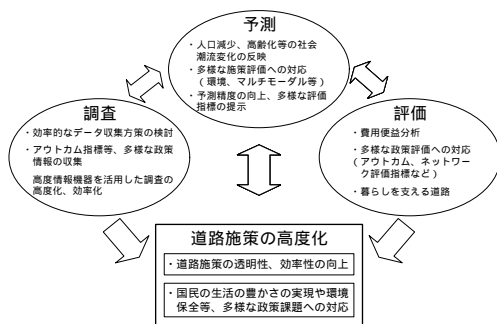 予測
・人口減少、高齢化等の社会
潮流変化の反映
・多様な施策評価への対応
（環境、マルチモーダル等）
・予測精度の向上、多様な評価
指標の提示
調査
・効率的なデータ収集方策の検討
・アウトカム指標等、多様な政策
情報の収集
高度情報機器を活用した調査の
高度化、効率化
評価
・費用便益分析
・多様な政策評価への対応
（アウトカム、ネットワー
ク評価指標など）
・暮らしを支える道路
道路施策の高度化
・道路施策の透明性、効率性の向上
・国民の生活の豊かさの実現や環境
保全等、多様な政策課題への対応